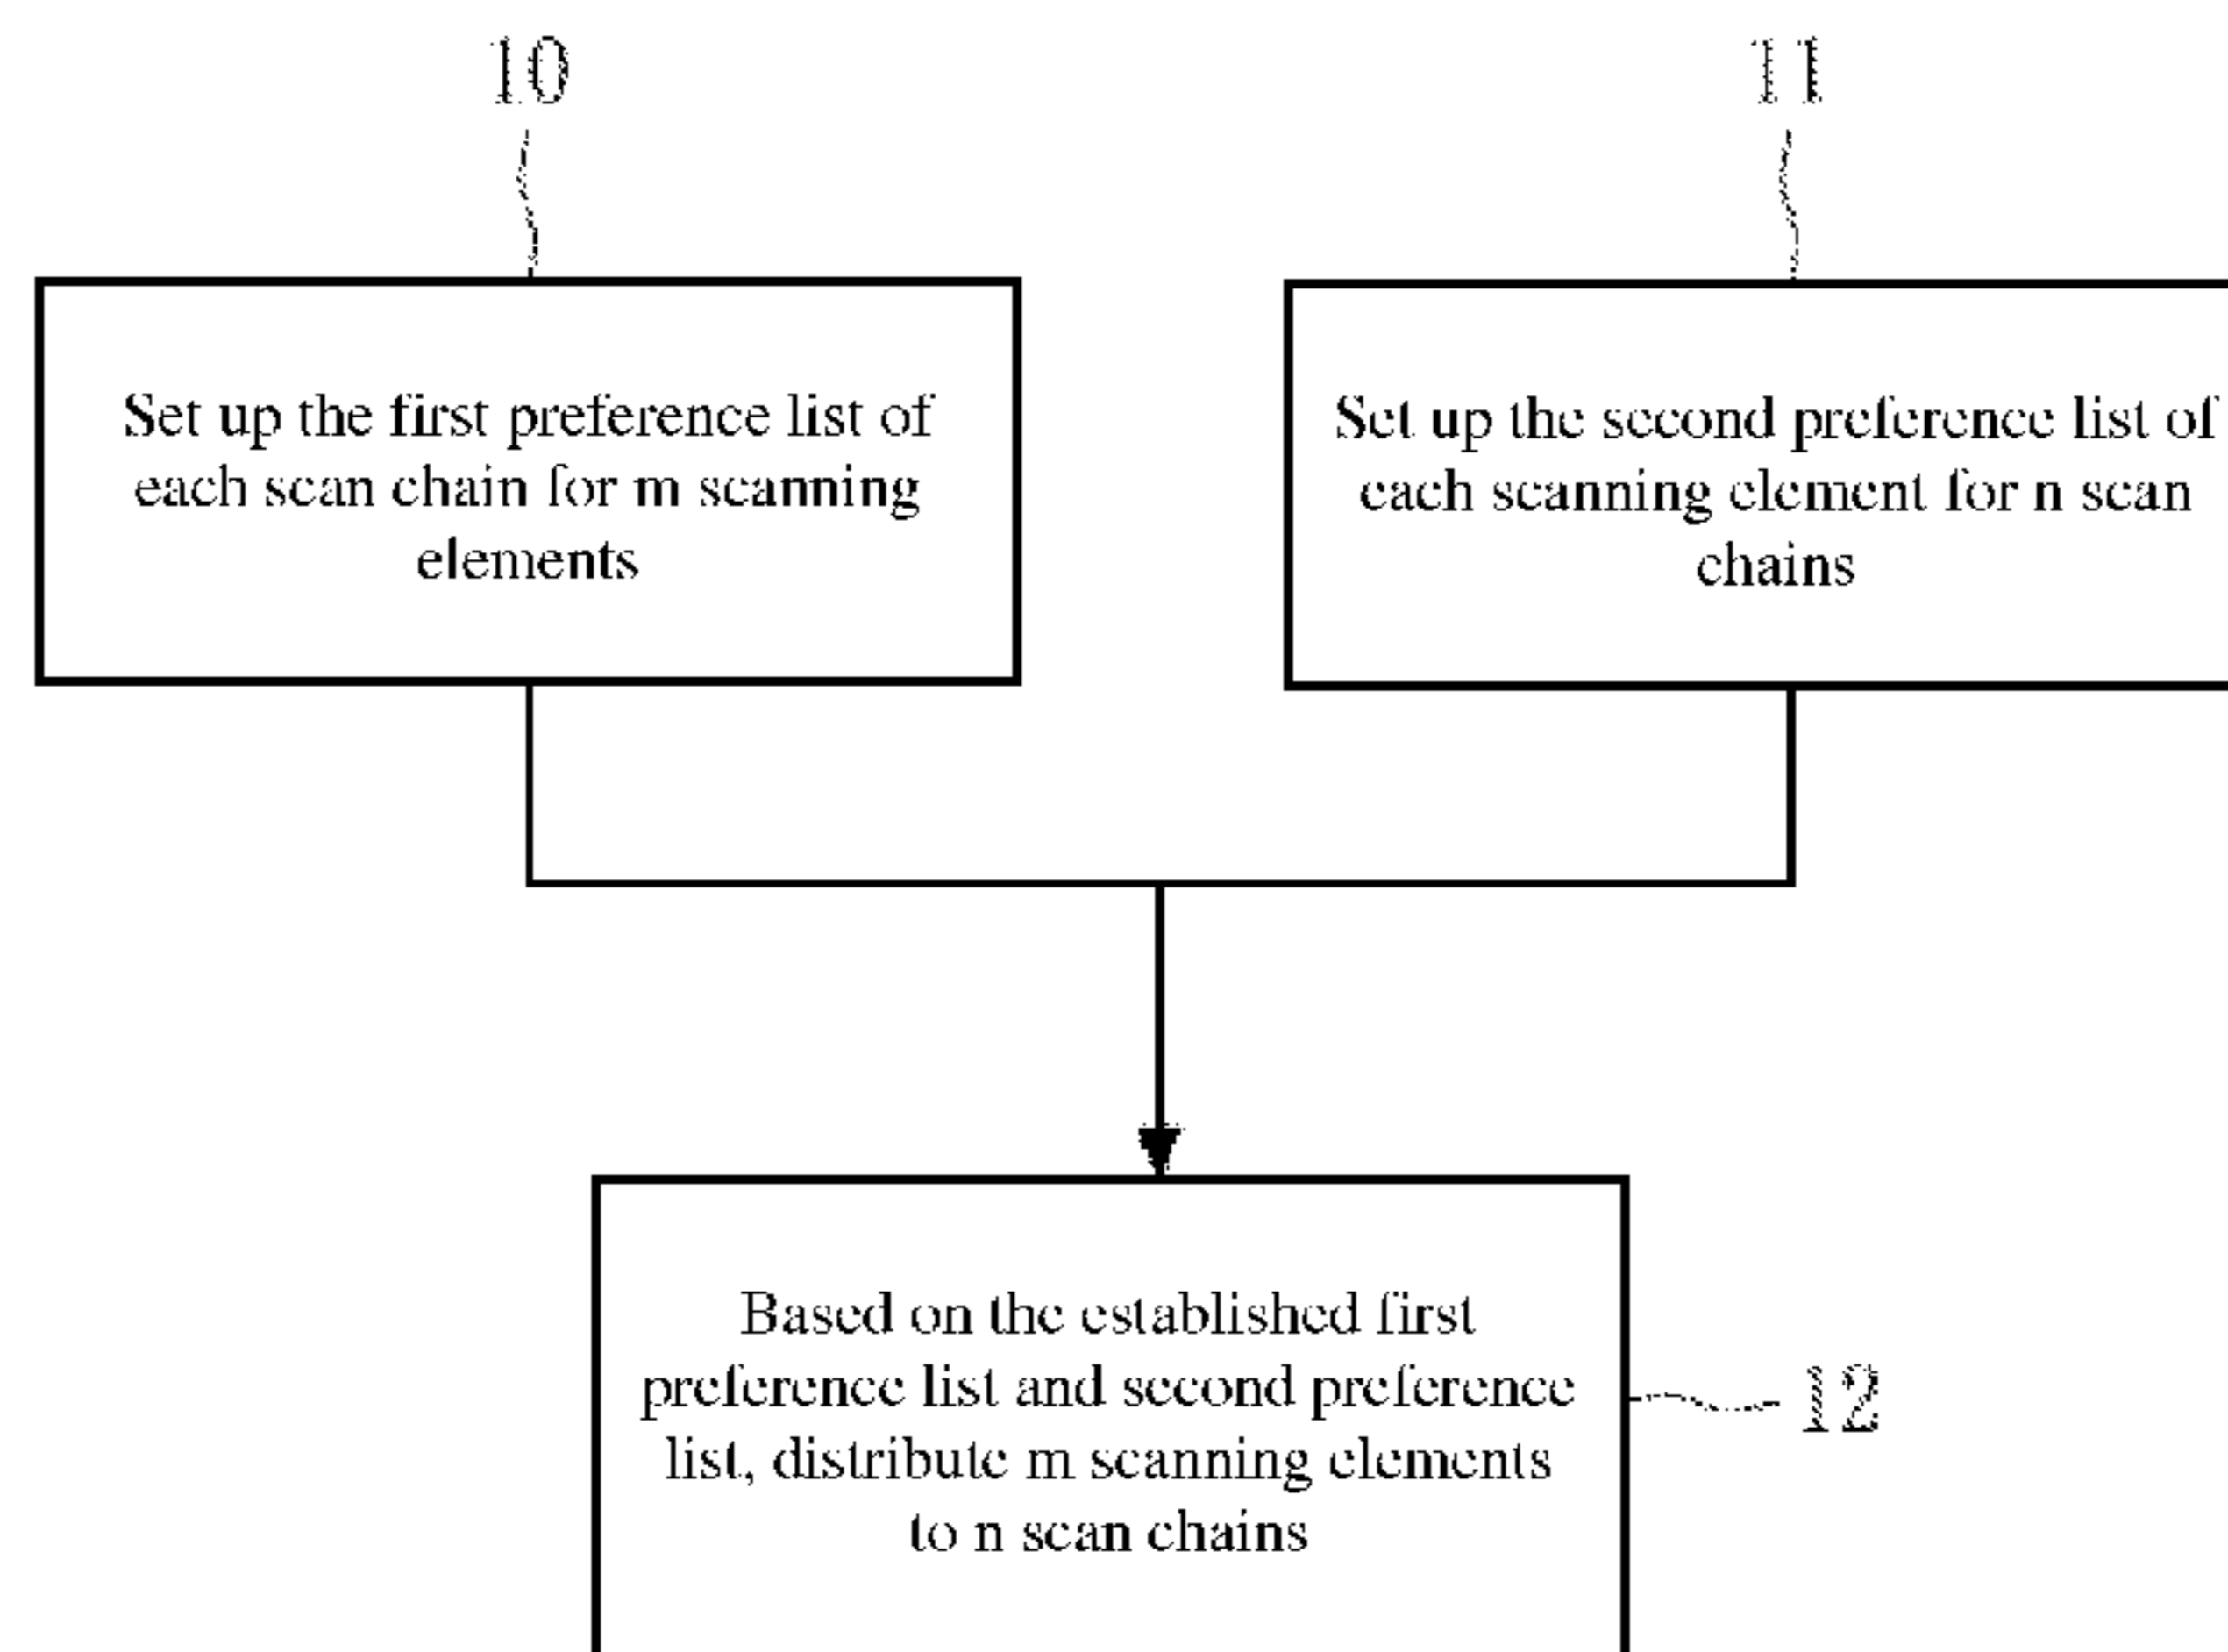 10
11
Set up the first preference list of
each scan chain for m scanning
elements
Set up the second preference list of
each scanning element for n scan
chains
Based on the established first
preference list and second preference
list, distribute m scanning elements
to n scan chains
12